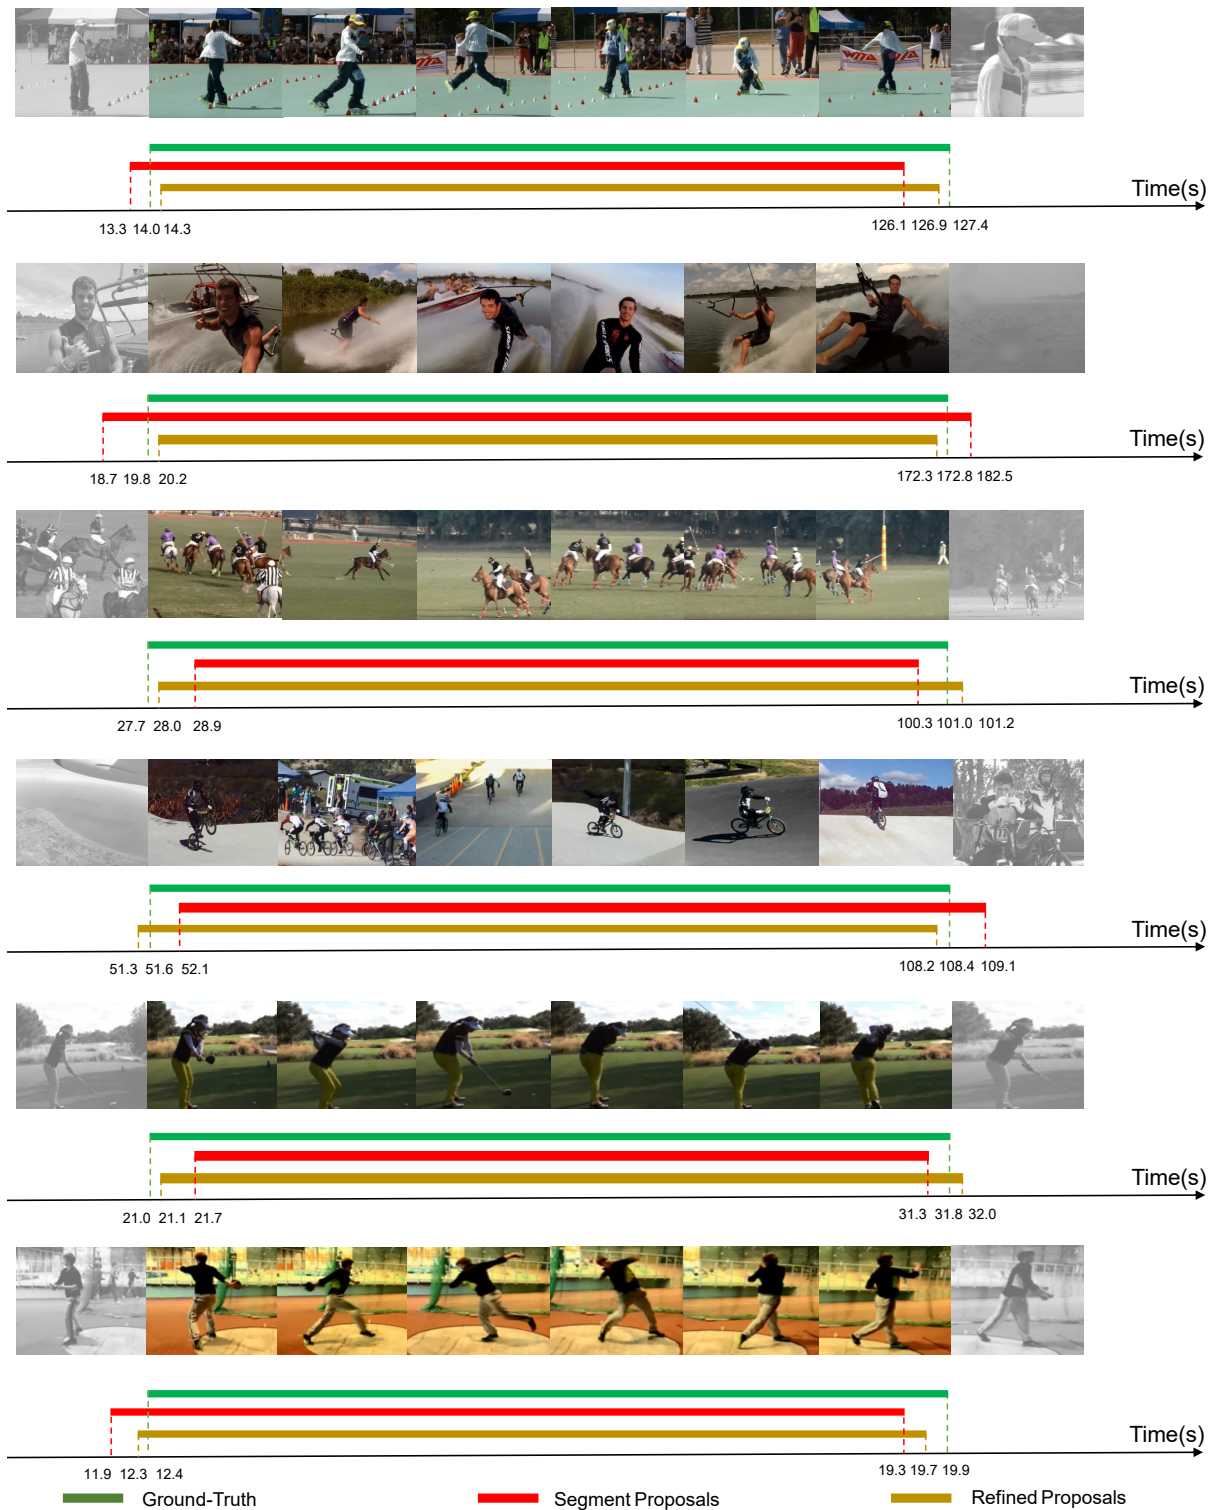 Time(s)
13.3 14.0 14.3 126.1 126.9 127.4
Time(s)
18.7 19.8 20.2 172.3 172.8 182.5
Time(s)
27.7 28.0 28.9 100.3 101.0 101.2
Time(s)
51.3 51.6 52.1 108.2 108.4 109.1
Time(s)
21.0 21.1 21.7 31.3 31.8 32.0
Time(s)
11.9 12.3 12.4 19.3 19.7 19.9
Ground-Truth Segment Proposals Refined Proposals